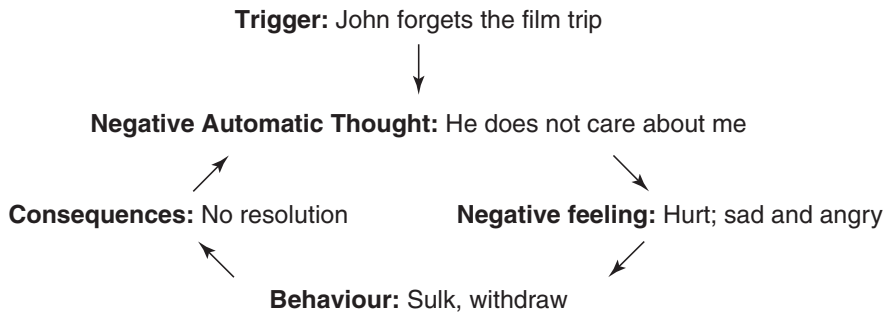 Trigger: John forgets the film trip
Negative Automatic Thought: He does not care about me
Consequences: No resolution
Negative feeling: Hurt; sad and angry
Behaviour: Sulk, withdraw